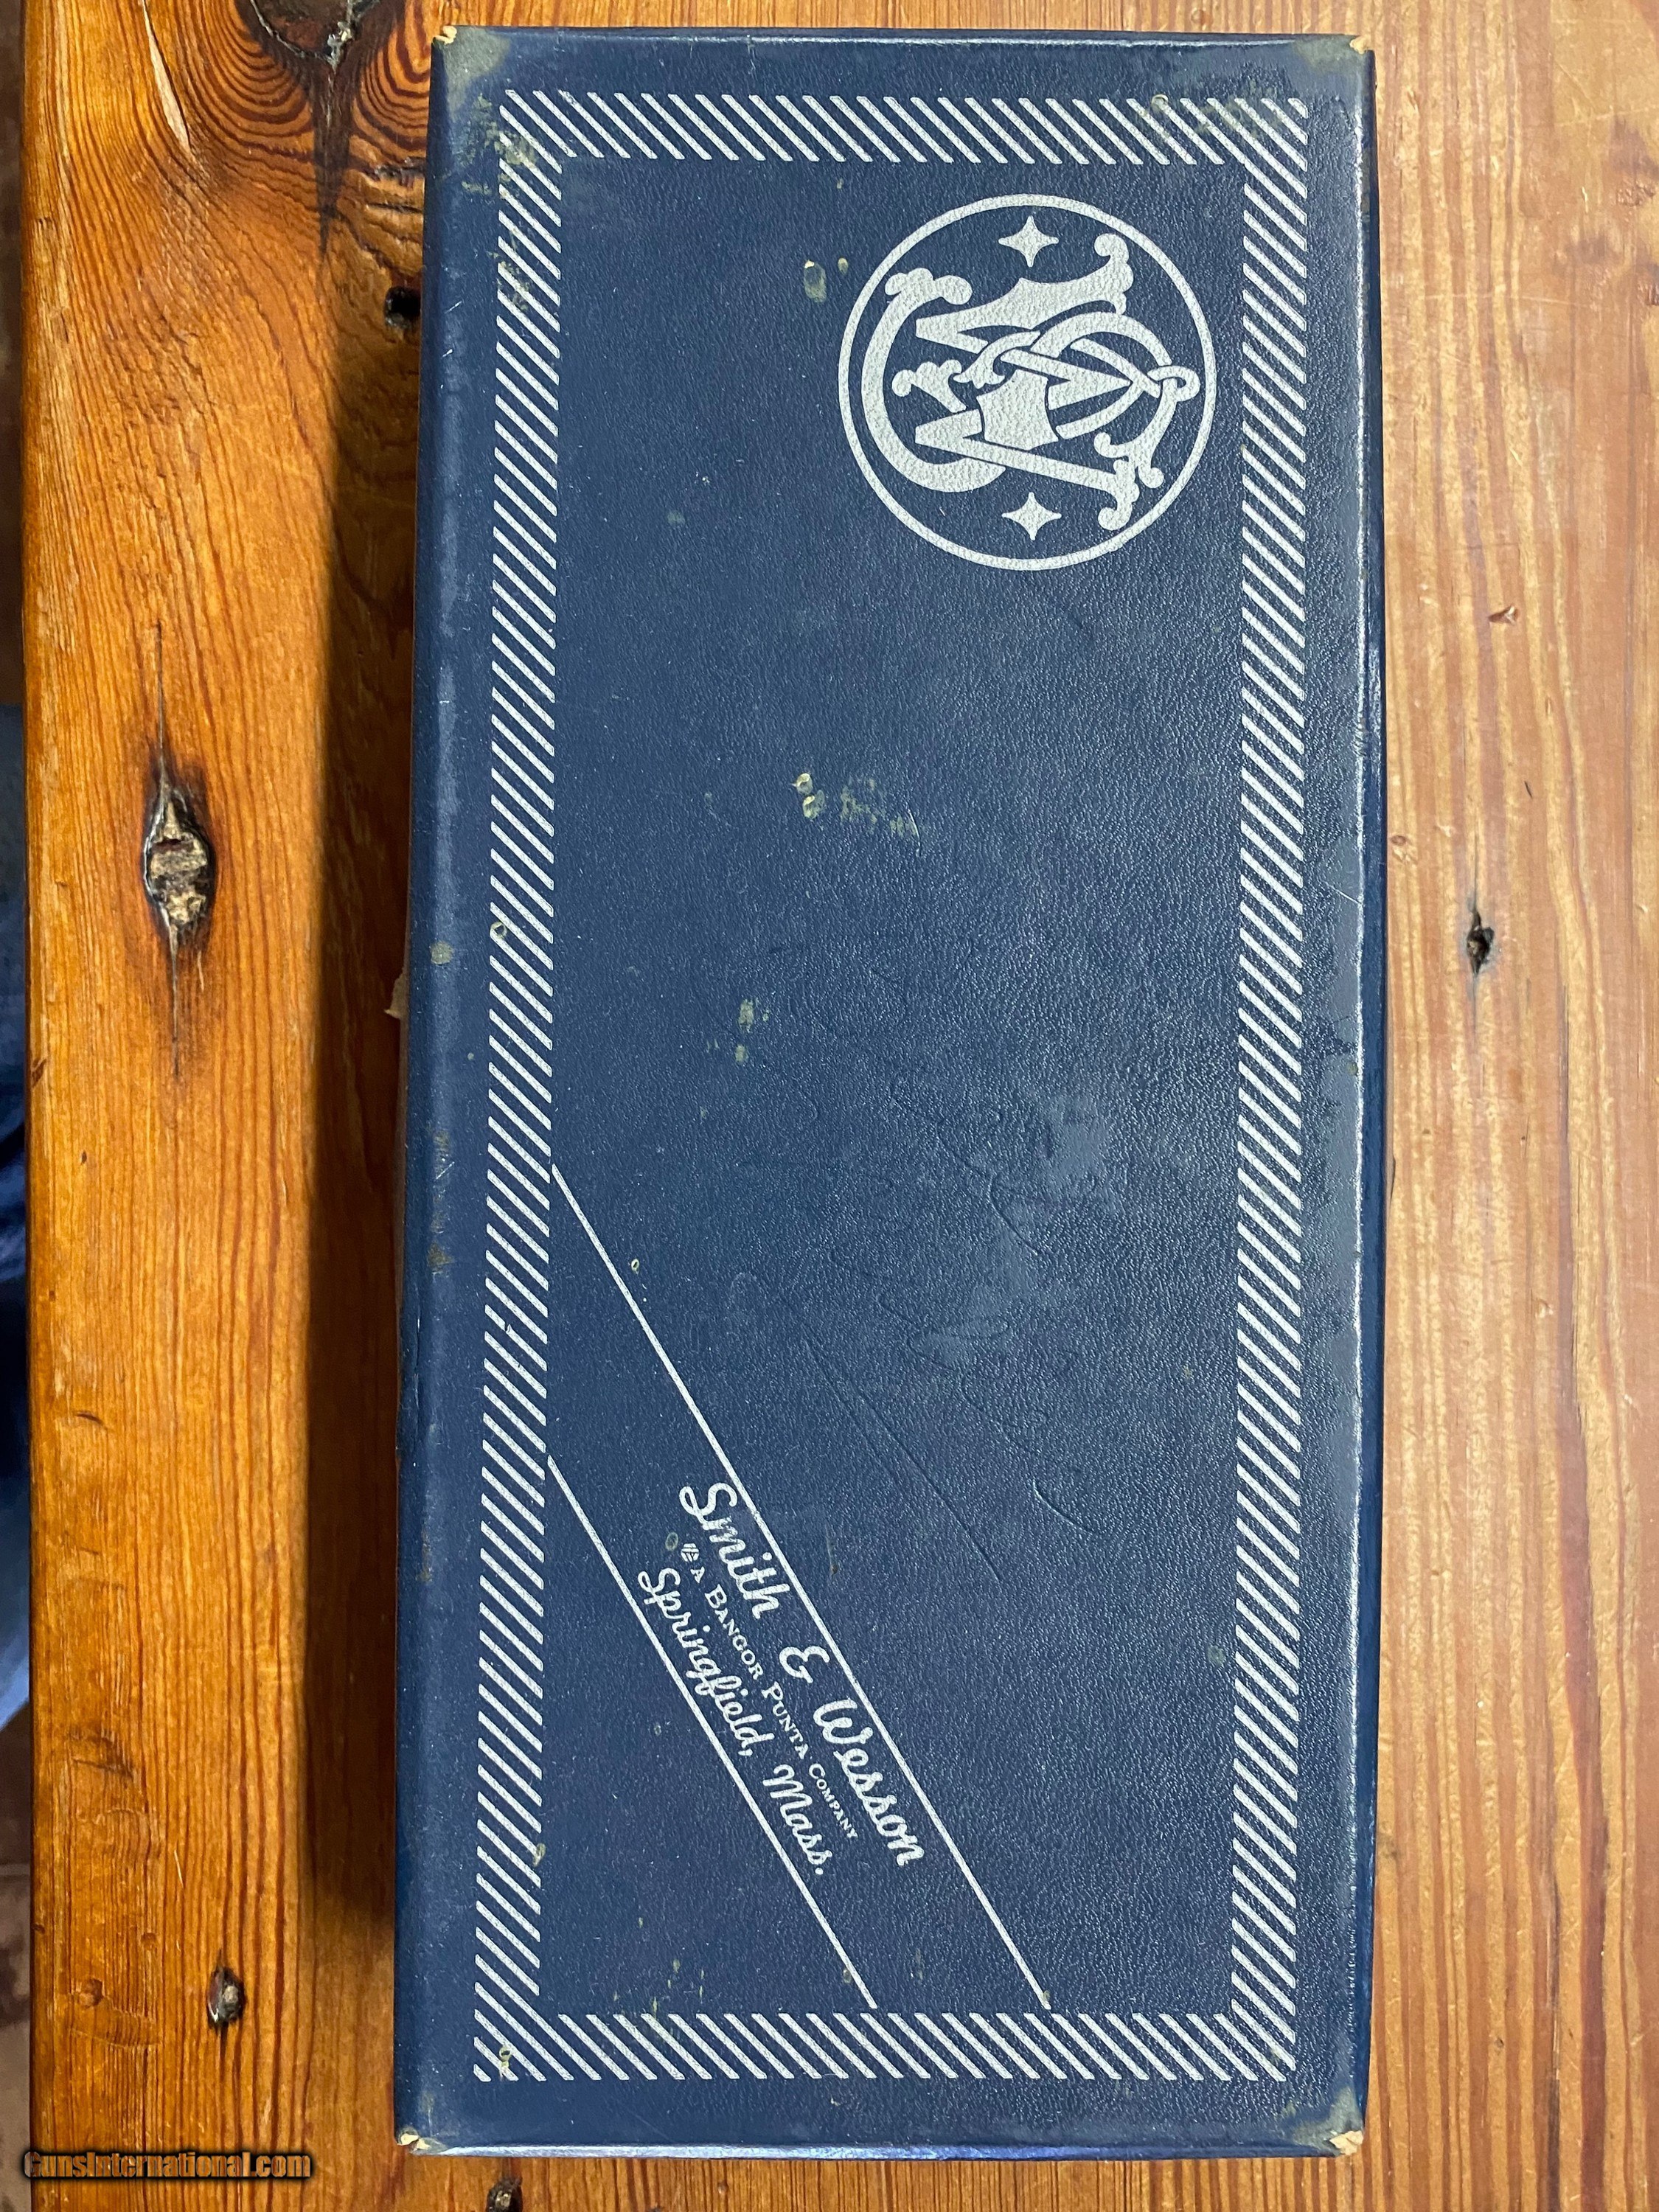 Smith & Wesson
A BANGOR PUNTA COMPANY
Springfield, Mass.
GunsInternational.com